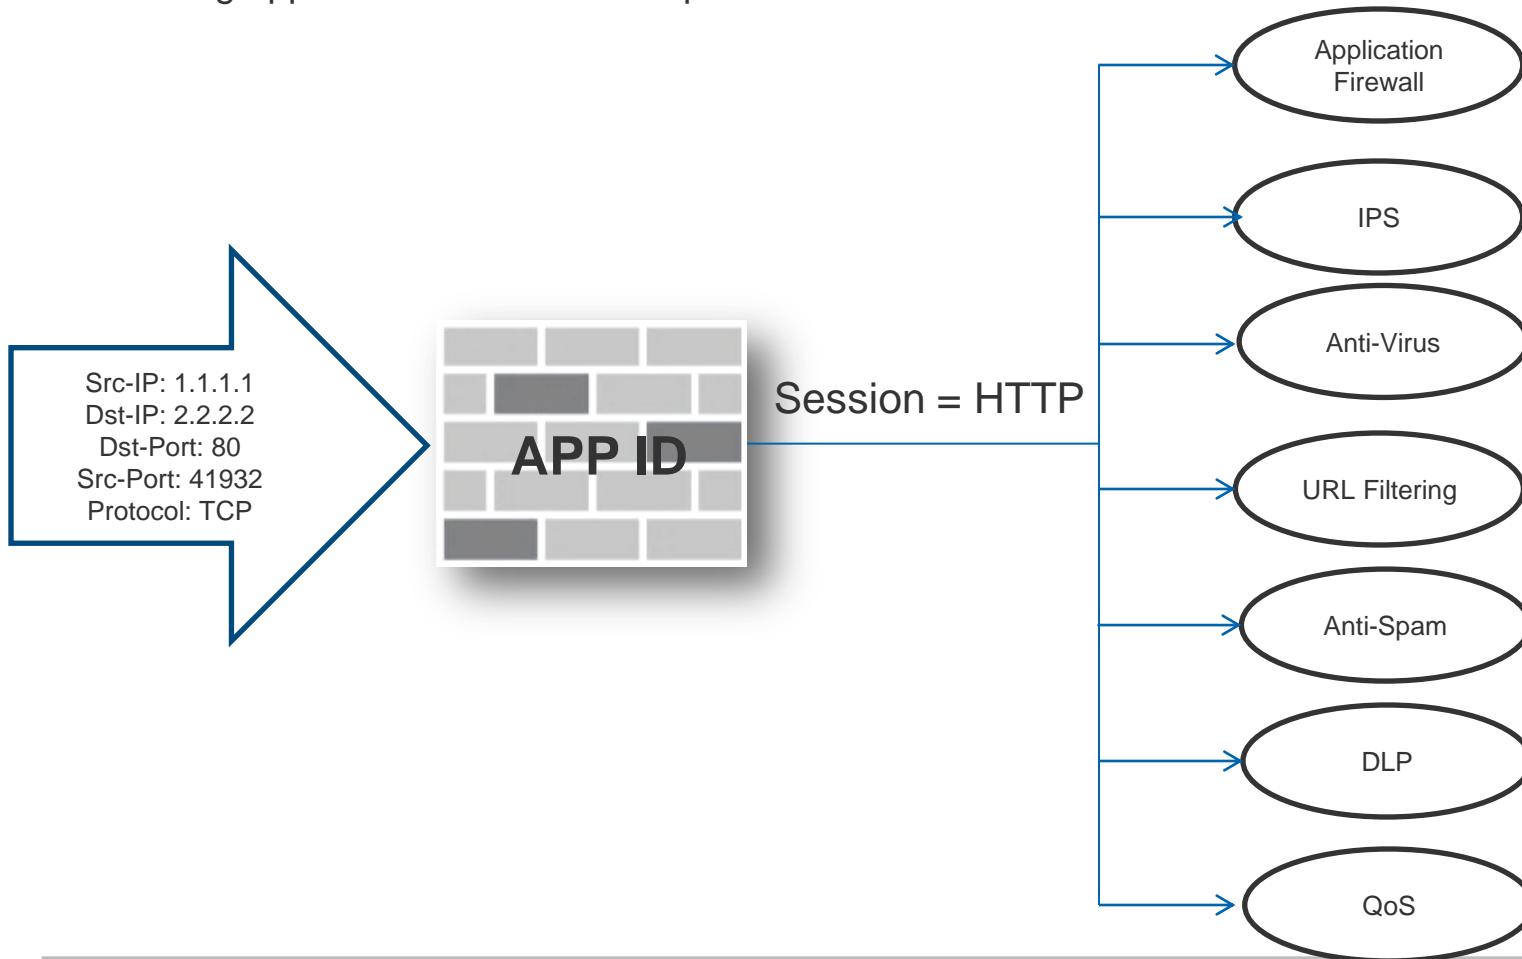 Src-IP: 1.1.1.1
Dst-IP: 2.2.2.2
Dst-Port: 80
Src-Port: 41932
Protocol: TCP
APP ID
Session = HTTP
Application
Firewall
IPS
Anti-Virus
URL Filtering
Anti-Spam
DLP
QoS